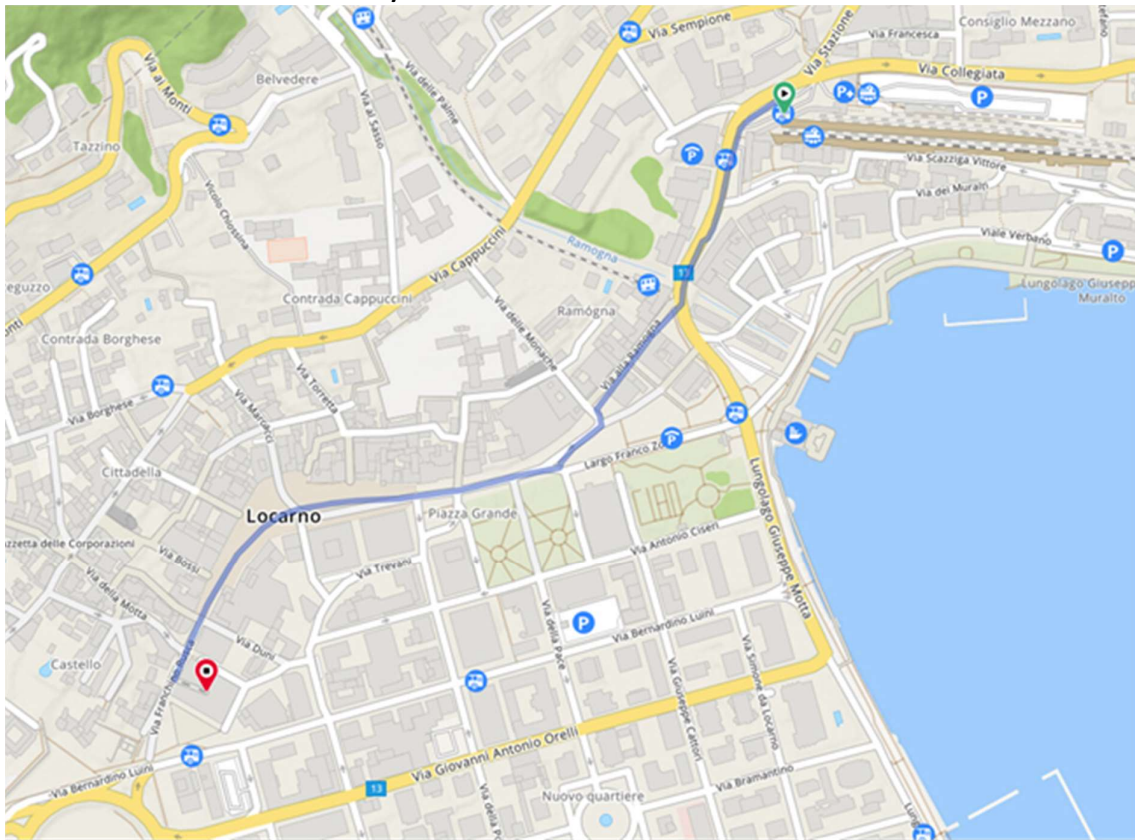 Consiglio Mezzano
Via Sempione
Via Francesca
Via Stazione
Via Collegiata
Via ai Monti
Belvedere
Via delle Palme
Via al Sasso
Tazzino
Via Scazziga Vittore
Via dei Muralti
Vicolo Chiossina
Viale Verbano
Ramogna
Via Cappuccini
Lungolago Giuseppe
Muralto
Contrada Cappuccini
Ramógna
Via delle Monache
Contrada Borghese
Via alla Ramogna
Via Torretta
Via Borghese
Via Marcacci
Largo Franco Zo
Cittadella
Lungolago Giuseppe Motta
Locarno
Piazza Grande
zzetta delle Corporazioni
Via Antonio Ciseri
Via Bossi
Via Trevani
Via della Motta
Via della Pace
Via Bernardino Luini
Via Duni
Castello
Via Franchino Rusca
Via Giuseppe Cattori
Via Simone da Locarno
Via Giovanni Antonio Orelli
Via Bernardino Luini
13
Via Bramantino
Nuovo quartiere